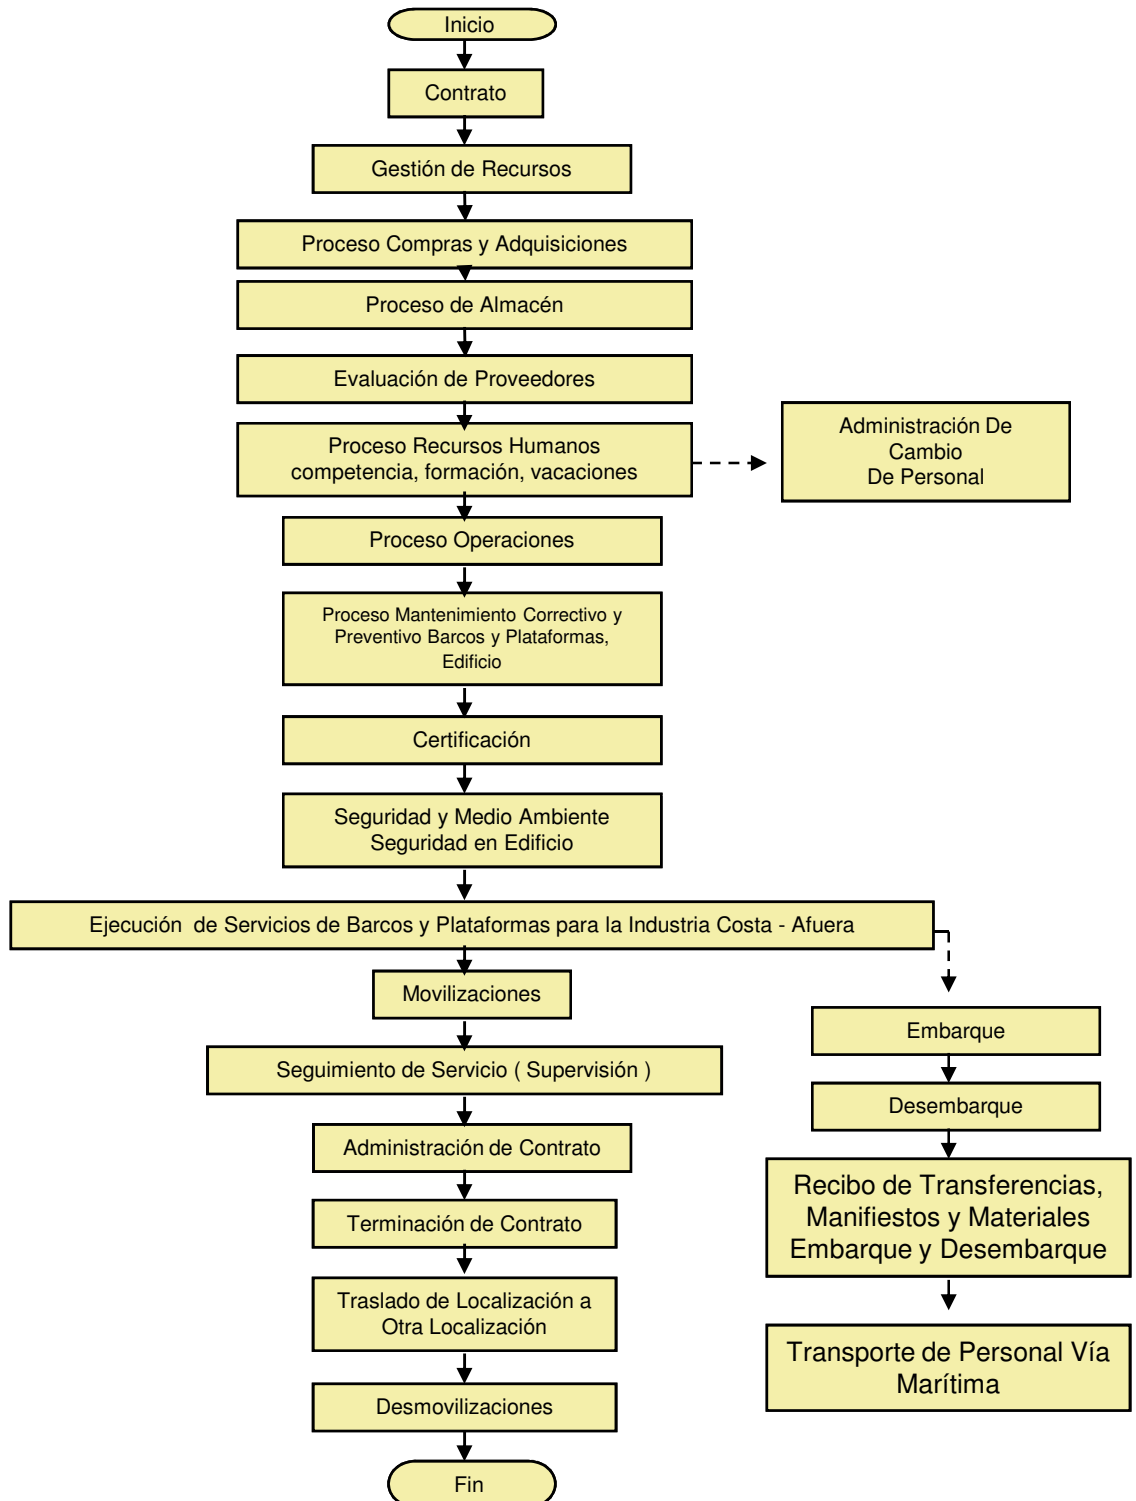 Inicio
Contrato
Gestión de Recursos
Proceso Compras y Adquisiciones
Proceso de Almacén
Evaluación de Proveedores
Proceso Recursos Humanos
competencia, formación, vacaciones
Administración De
Cambio
De Personal
Proceso Operaciones
Proceso Mantenimiento Correctivo y
Preventivo Barcos y Plataformas,
Edificio
Certificación
Seguridad y Medio Ambiente
Seguridad en Edificio
Ejecución de Servicios de Barcos y Plataformas para la Industria Costa - Afuera
Movilizaciones
Seguimiento de Servicio ( Supervisión )
Administración de Contrato
Terminación de Contrato
Traslado de Localización a
Otra Localización
Desmovilizaciones
Fin
Embarque
Desembarque
Recibo de Transferencias,
Manifiestos y Materiales
Embarque y Desembarque
Transporte de Personal Vía
Marítima